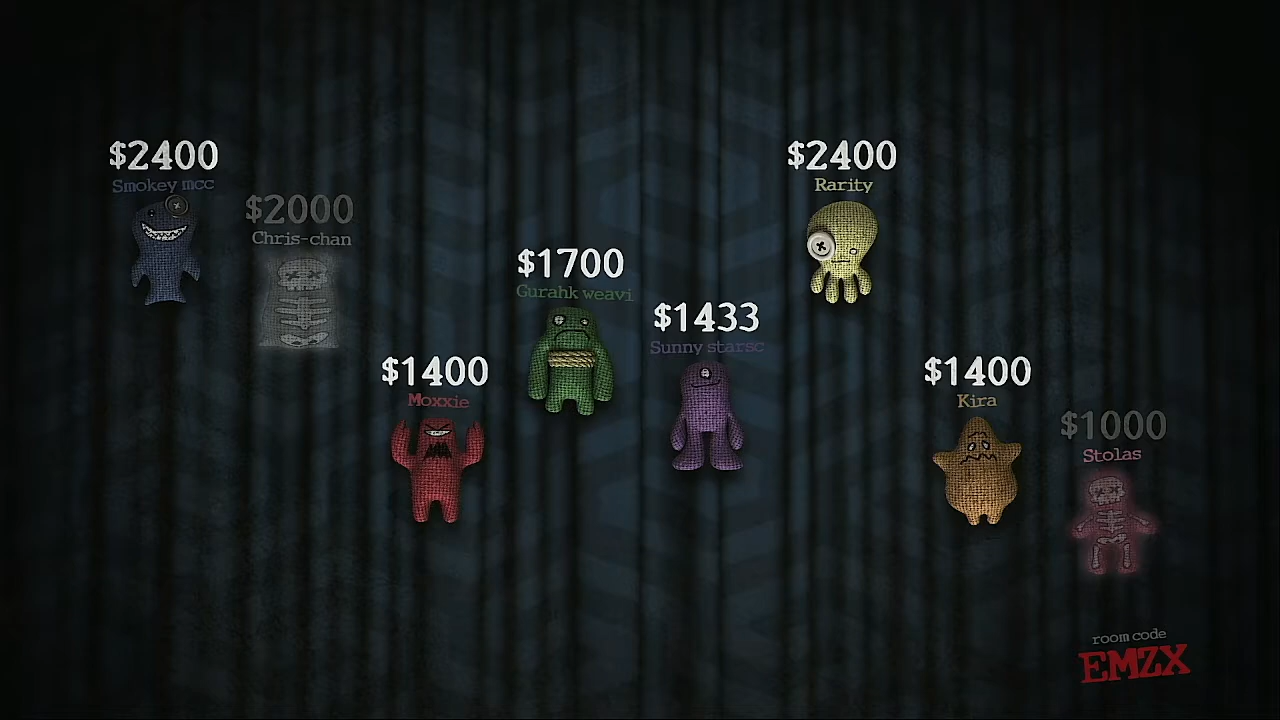 $2400
Smokey mcc
$2000
Chris-chan
$1400
Moxxie
$1700
Gurahk weavi
$1433
Sunny starsc
$2400
Rarity
$1400
Kira
$1000
Stolas
room code
EMZX